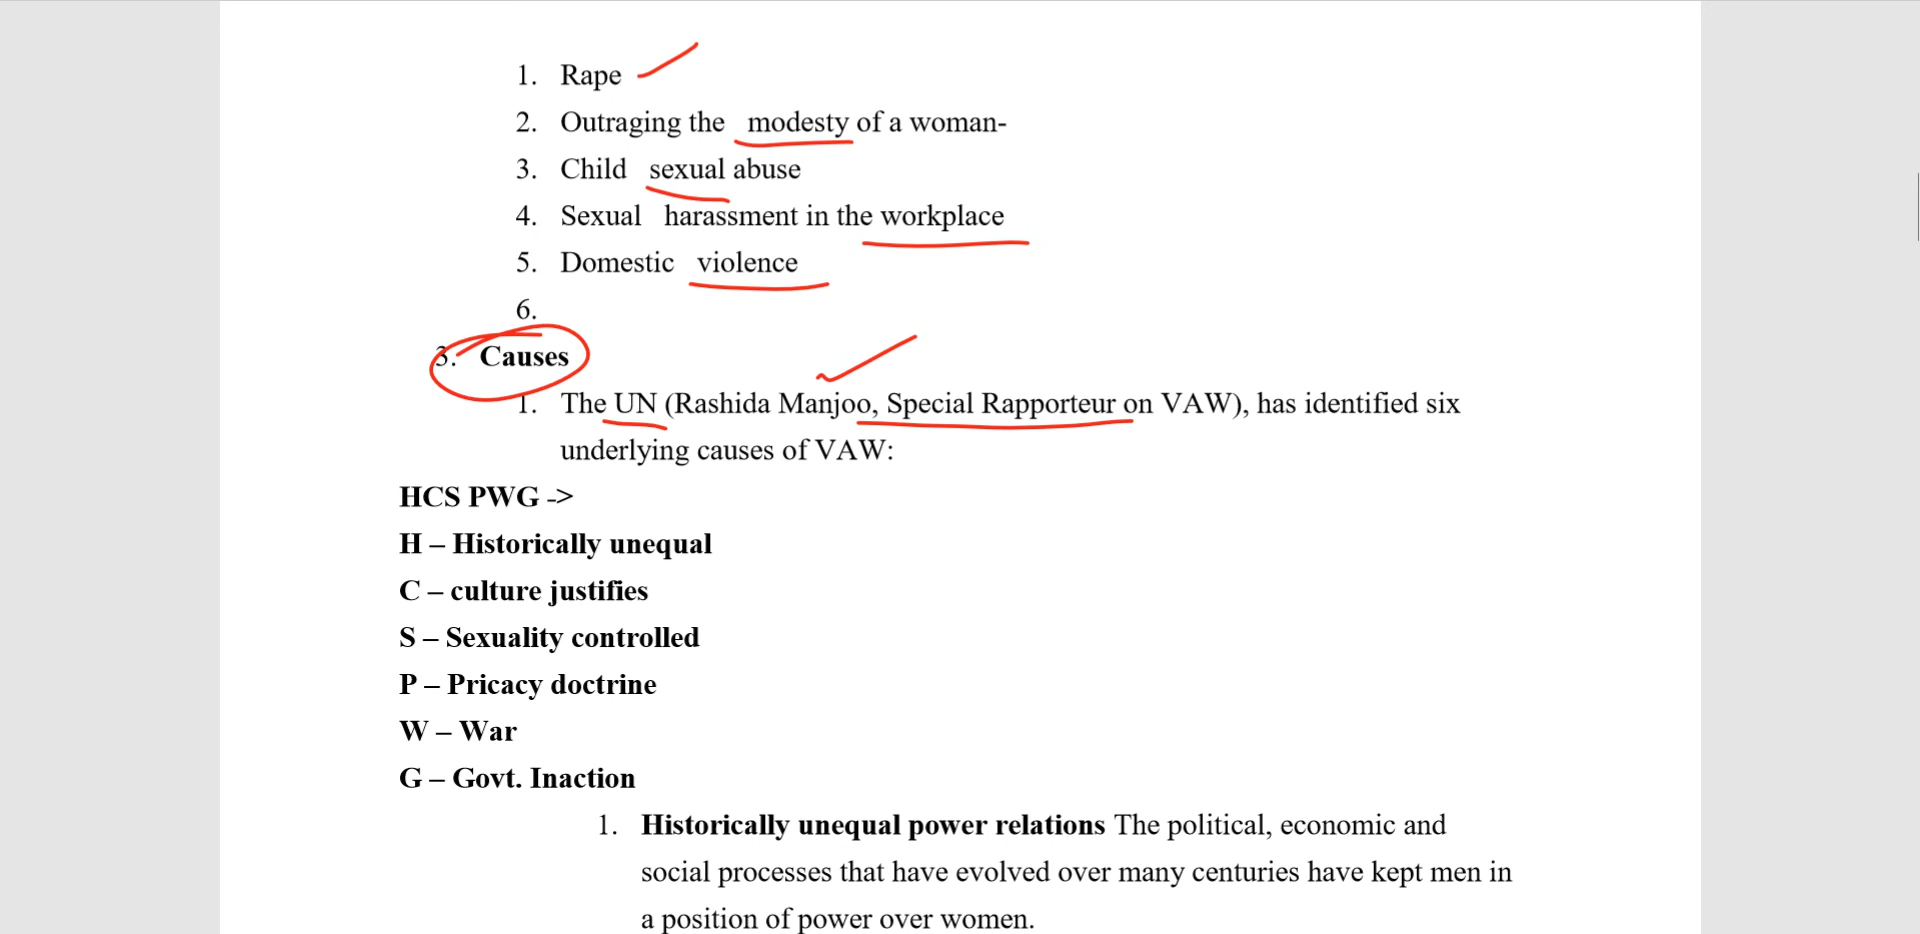 1. Rape
2. Outraging the modesty of a woman-
3. Child sexual abuse
4. Sexual harassment in the workplace
5. Domestic violence
6.
3. Causes
1. The UN (Rashida Manjoo, Special Rapporteur on VAW), has identified six
underlying causes of VAW:
HCS PWG ->
H – Historically unequal
C – culture justifies
S – Sexuality controlled
P – Pricacy doctrine
W – War
G – Govt. Inaction
1. Historically unequal power relations The political, economic and
social processes that have evolved over many centuries have kept men in
a position of power over women.